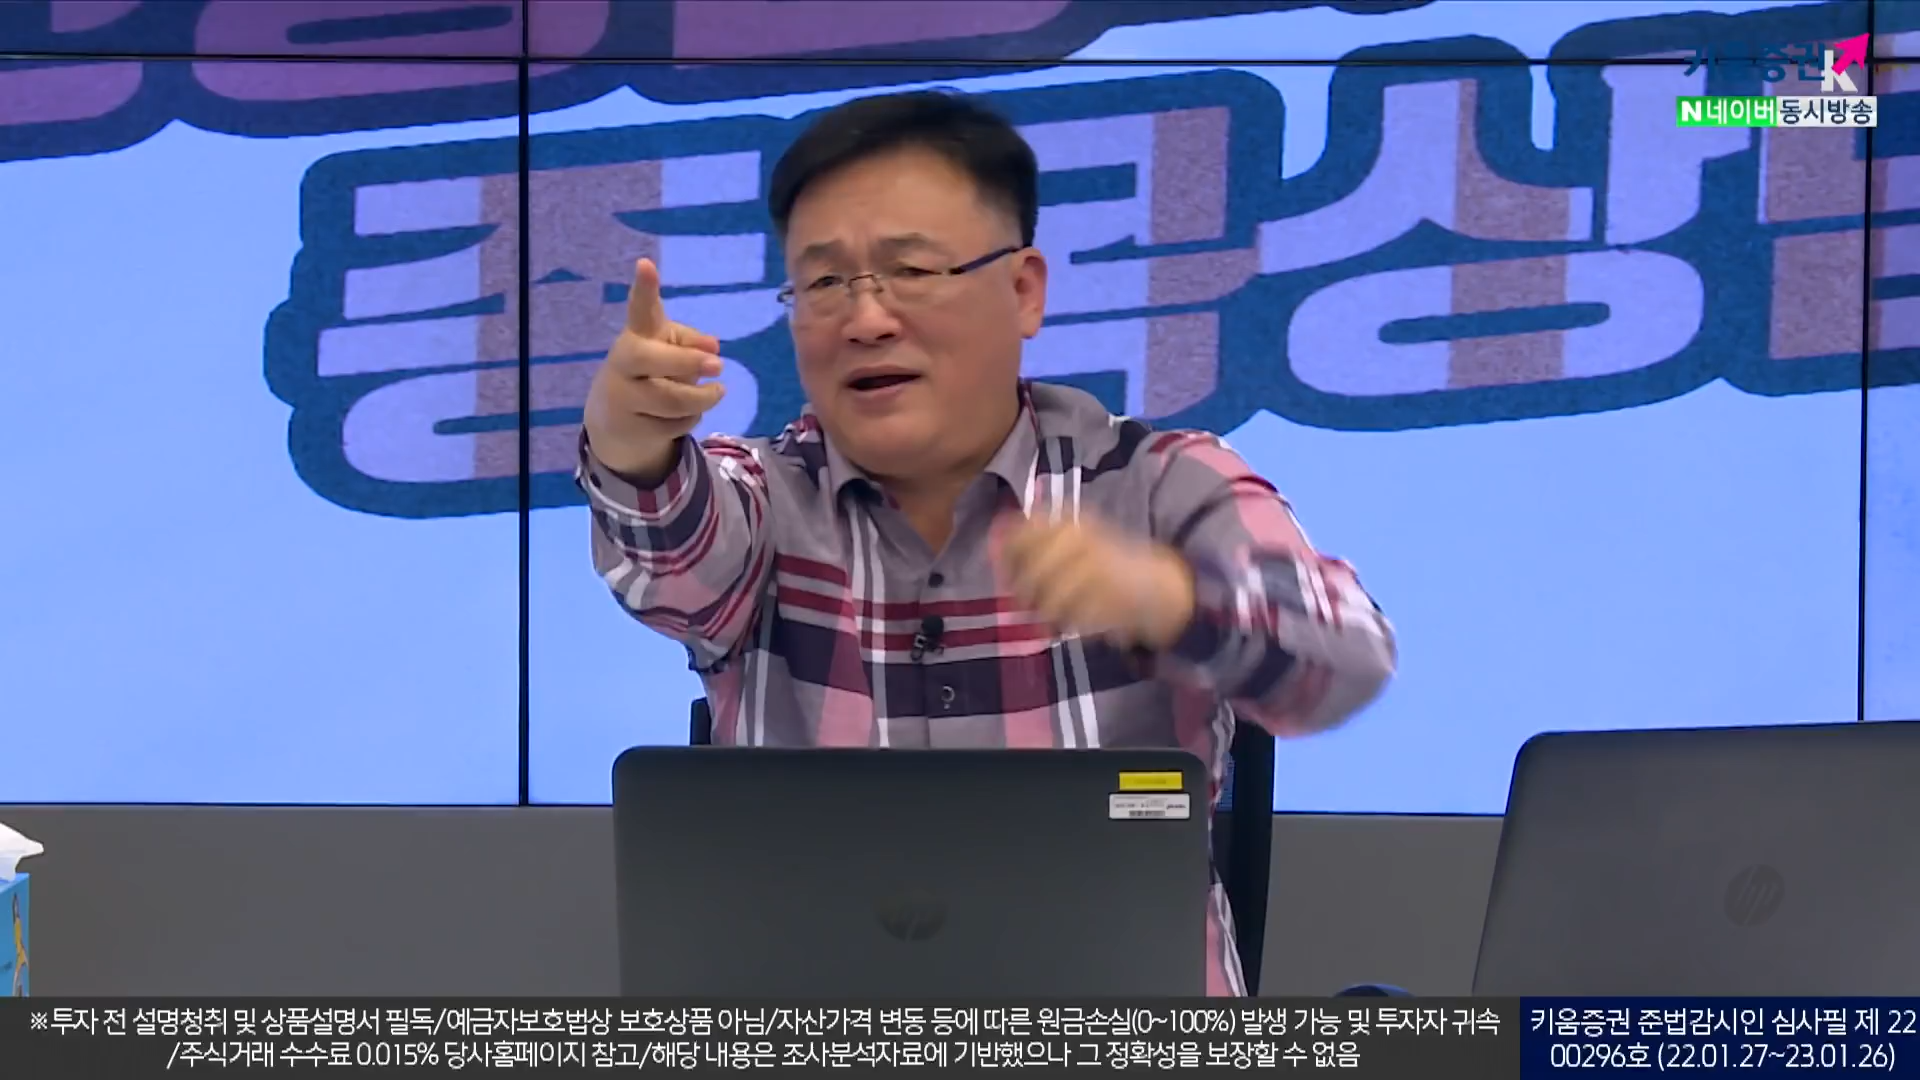 키움증권
N네이버 동시방송
종목상담
※투자 전 설명청취 및 상품설명서 필독/예금자보호법상 보호상품 아님/자산가격 변동 등에 따른 원금손실(0~100%) 발생 가능 및 투자자 귀속
/주식거래 수수료 0.015% 당사홈페이지 참고/해당 내용은 조사분석자료에 기반했으나 그 정확성을 보장할 수 없음
키움증권 준법감시인 심사필 제 22
00296호 (22.01.27~23.01.26)
hp
hp